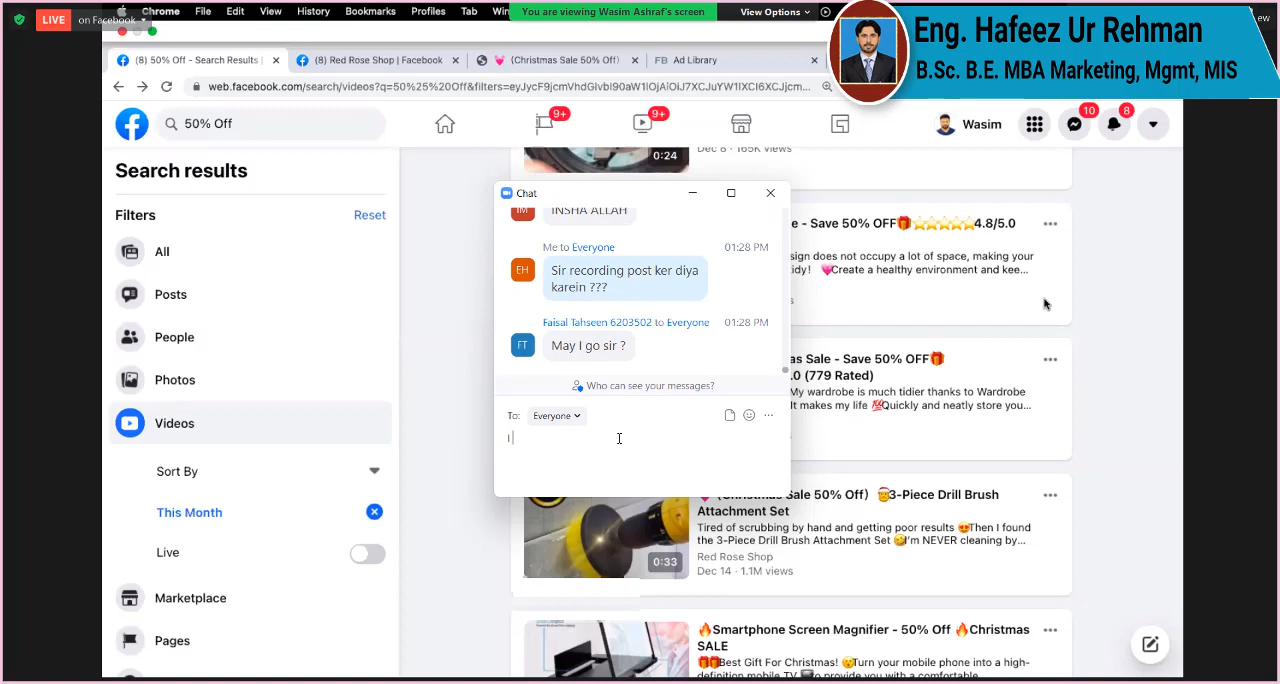 Chrome File Edit View History Bookmarks Profiles Tab
You are viewing Wasim Ashraf's screen
View Options
LIVE on Facebook
Eng. Hafeez Ur Rehman
B.Sc. B.E. MBA Marketing, Mgmt, MIS
(8) 50% Off - Search Results |
(8) Red Rose Shop | Facebook
(Christmas Sale 50% Off)
Ad Library
web.facebook.com/search/videos?q=50%25%20Off&filters=
50% Off
9+
9+
Wasim
10
8
Search results
Filters
Reset
All
Posts
People
Photos
Videos
Sort By
This Month
Live
Marketplace
Pages
0:24
Dec 8 · 165K views
Chat
INSHA ALLAH
Me to Everyone 01:28 PM
EH
Sir recording post ker diya
karein ???
Faisal Tahseen 6203502 to Everyone 01:28 PM
FT
May I go sir ?
Who can see your messages?
To: Everyone
I
e - Save 50% OFF🎁⭐⭐⭐⭐⭐4.8/5.0
sign does not occupy a lot of space, making your
tidy! 💗Create a healthy environment and kee...
as Sale - Save 50% OFF🎁
.0 (779 Rated)
My wardrobe is much tidier thanks to Wardrobe
It makes my life 💯Quickly and neatly store you...
(Christmas Sale 50% Off) 🎅3-Piece Drill Brush
Attachment Set
Tired of scrubbing by hand and getting poor results 😍Then I found
the 3-Piece Drill Brush Attachment Set 🤣I'm NEVER cleaning by...
Red Rose Shop
Dec 14 · 1.1M views
0:33
🔥Smartphone Screen Magnifier - 50% Off 🔥Christmas
SALE
🎁🎁Best Gift For Christmas! 😲Turn your mobile phone into a high-
definition mobile TV to provide you with a comfortable